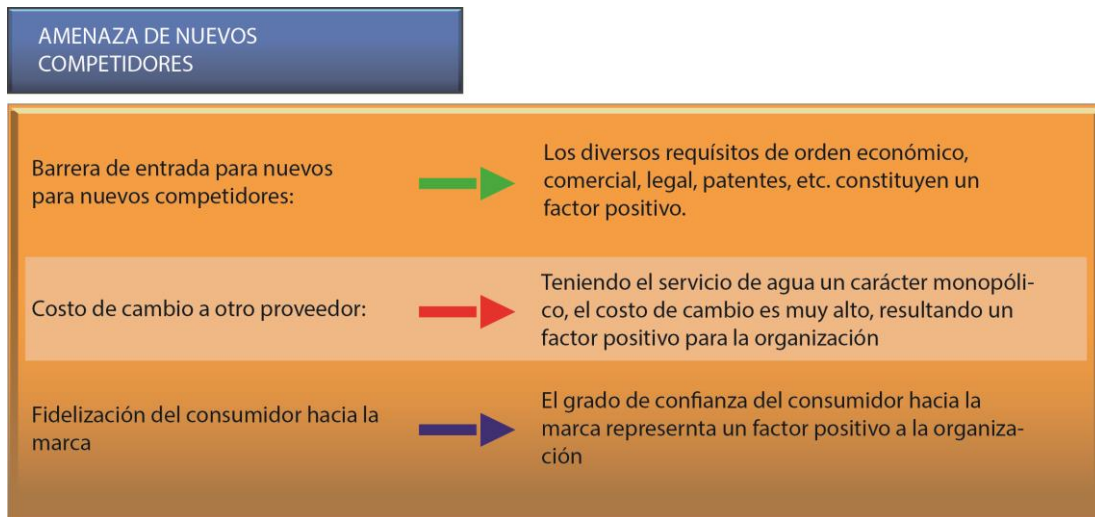 AMENAZA DE NUEVOS
COMPETIDORES
Barrera de entrada para nuevos
para nuevos competidores:
Los diversos requísitos de orden económico,
comercial, legal, patentes, etc. constituyen un
factor positivo.
Costo de cambio a otro proveedor:
Teniendo el servicio de agua un carácter monopóli-
co, el costo de cambio es muy alto, resultando un
factor positivo para la organización
Fidelización del consumidor hacia la
marca
El grado de confianza del consumidor hacia la
marca represernta un factor positivo a la organiza-
ción